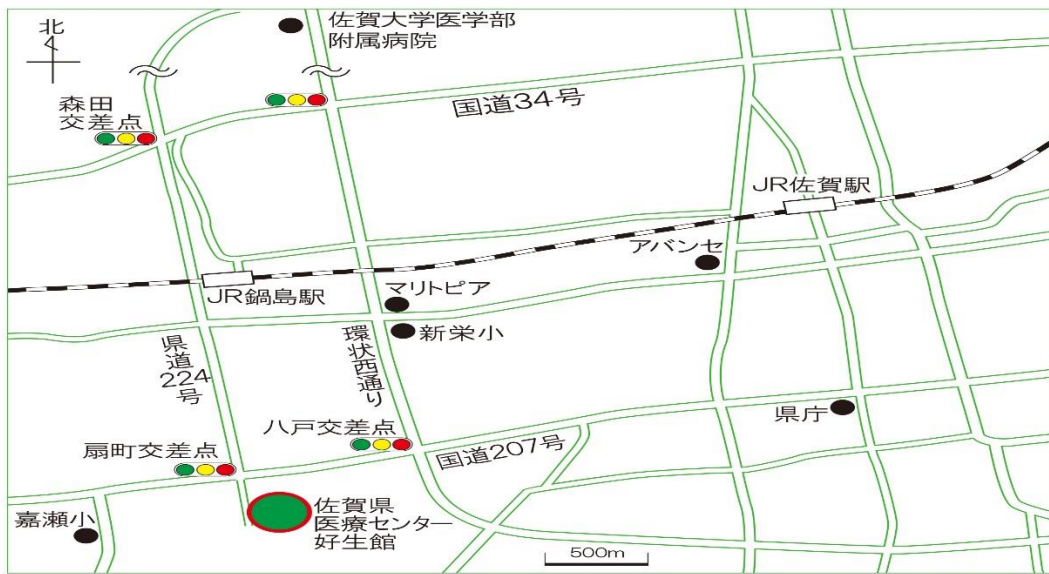 北
佐賀大学医学部
附属病院
森田
交差点
国道34号
JR佐賀駅
アバンセ
JR鍋島駅
マリトピア
新栄小
県道224号
環状西通り
県庁
八戸交差点
国道207号
扇町交差点
佐賀県
医療センター
好生館
嘉瀬小
500m